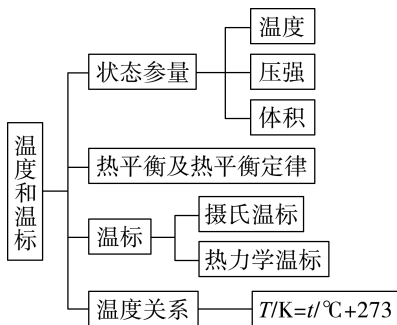 温度和温标
状态参量
温度
压强
体积
热平衡及热平衡定律
温标
摄氏温标
热力学温标
温度关系
T/K=t/℃+273